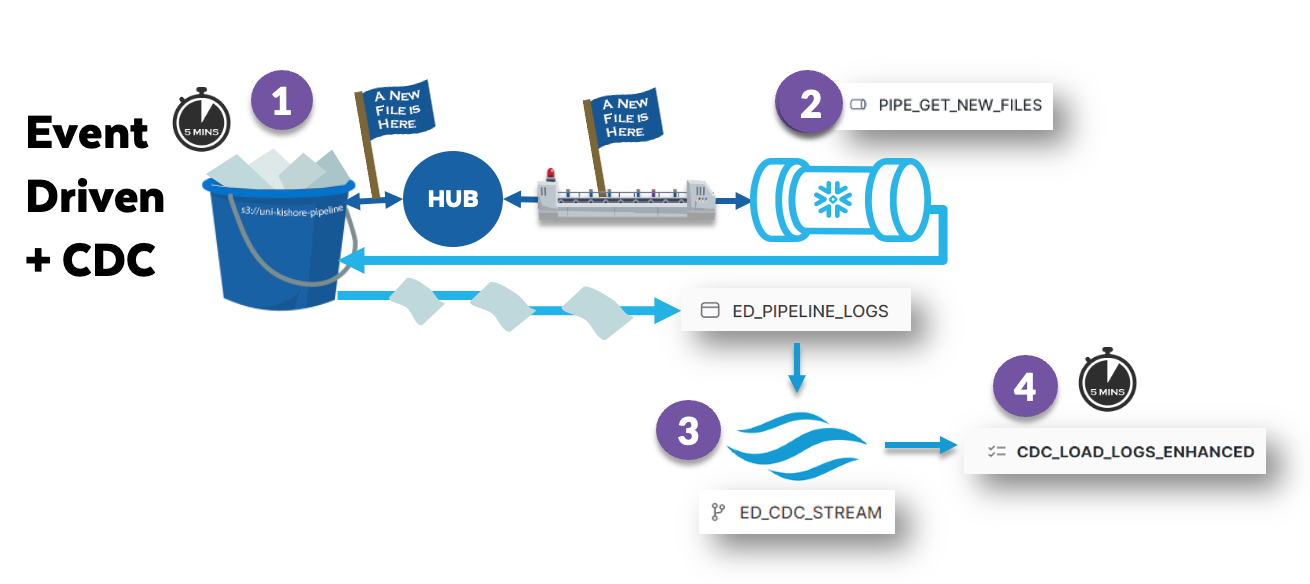 Event
Driven
+ CDC
5 MINS
1
s3://uni-kishore-pipeline
A NEW
FILE IS
HERE
HUB
A NEW
FILE IS
HERE
2
PIPE_GET_NEW_FILES
ED_PIPELINE_LOGS
3
ED_CDC_STREAM
4
5 MINS
CDC_LOAD_LOGS_ENHANCED